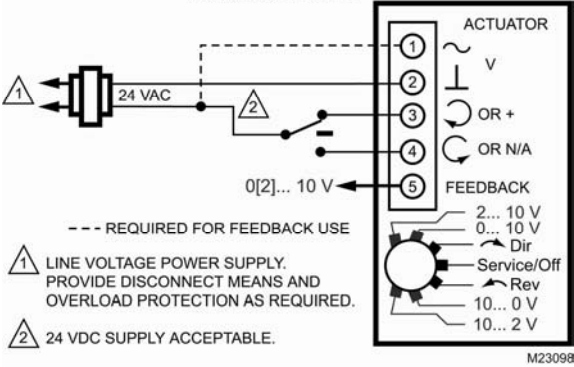 ACTUATOR
1
V
2
1
24 VAC
2
3
OR +
4
OR N/A
0[2]... 10 V
5
FEEDBACK
--- REQUIRED FOR FEEDBACK USE
2... 10 V
0... 10 V
Dir
Service/Off
Rev
10... 0 V
10... 2 V
1 LINE VOLTAGE POWER SUPPLY.
PROVIDE DISCONNECT MEANS AND
OVERLOAD PROTECTION AS REQUIRED.
2 24 VDC SUPPLY ACCEPTABLE.
M23098